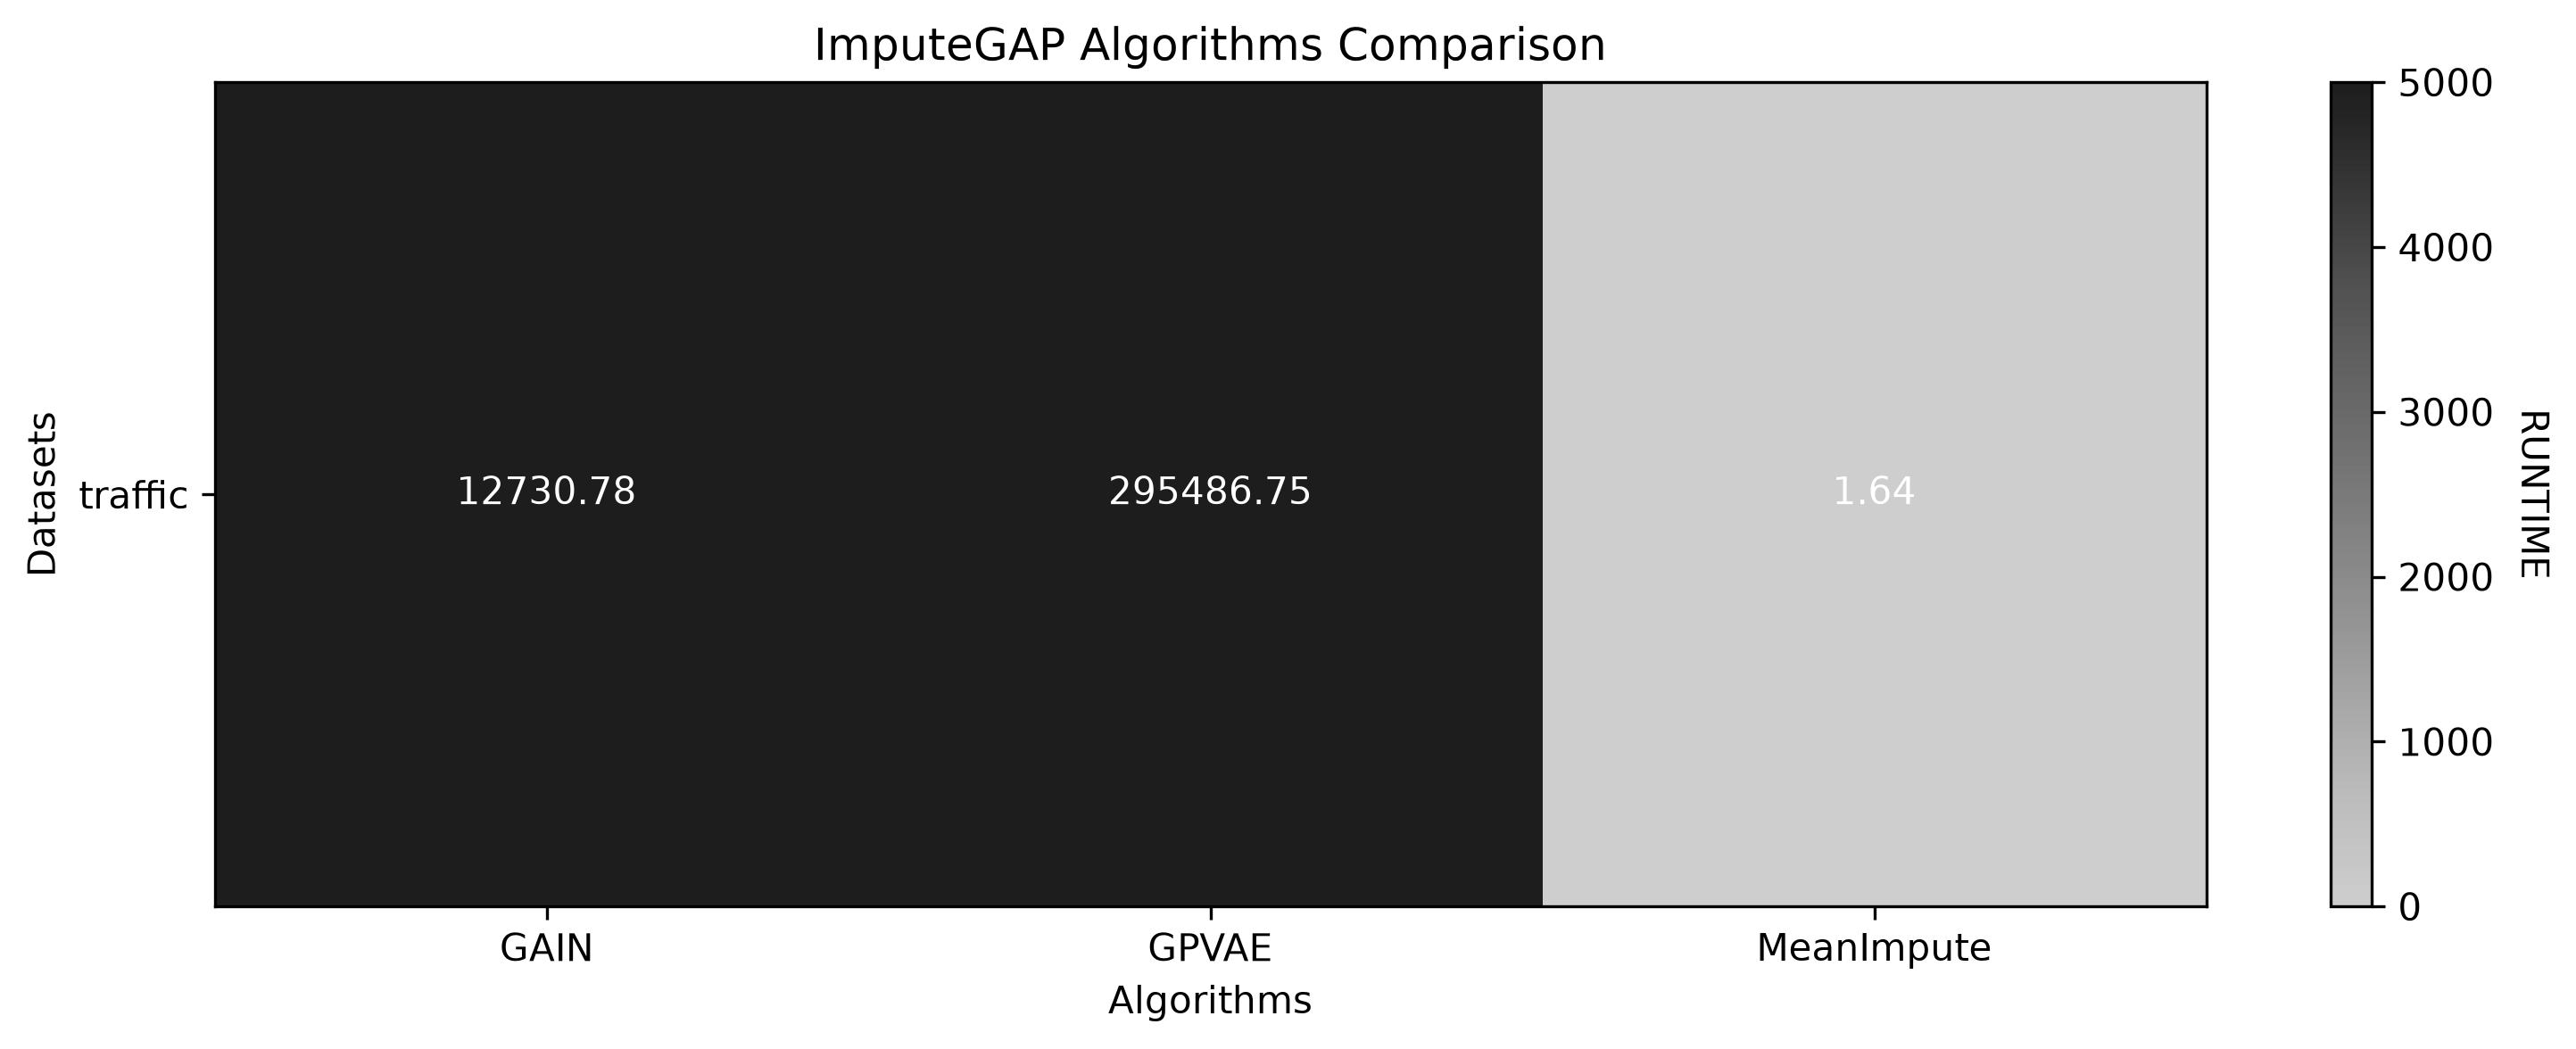 ImputeGAP Algorithms Comparison
Datasets
traffic
12730.78
295486.75
1.64
GAIN
GPVAE
MeanImpute
Algorithms
5000
4000
3000
2000
1000
0
RUNTIME